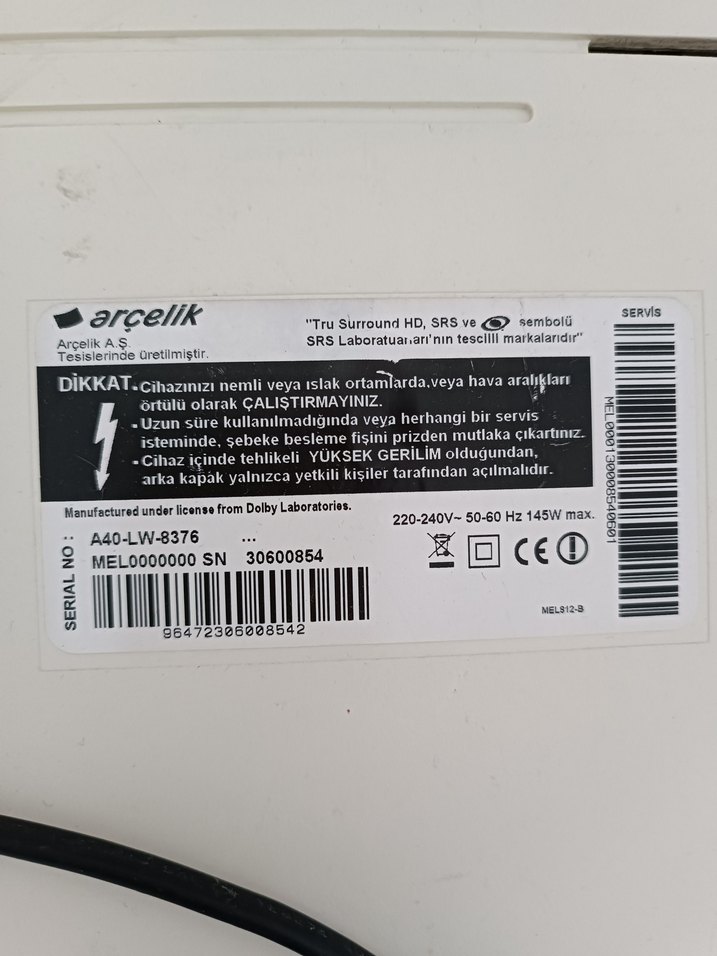 arçelik
Arçelik A.Ş.
Tesislerinde üretilmiştir.
"Tru Surround HD, SRS ve sembolü
SRS Laboratuarları'nın tescilli markalarıdır"
SERVİS
DİKKAT
•Cihazınızı nemli veya ıslak ortamlarda,veya hava aralıkları
örtülü olarak ÇALIŞTIRMAYINIZ.
•Uzun süre kullanılmadığında veya herhangi bir servis
isteminde, şebeke besleme fişini prizden mutlaka çıkartınız.
•Cihaz içinde tehlikeli YÜKSEK GERİLİM olduğundan,
arka kapak yalnızca yetkili kişiler tarafından açılmalıdır.
Manufactured under license from Dolby Laboratories.
220-240V~ 50-60 Hz 145W max.
SERIAL NO :
A40-LW-8376 ...
MEL0000000 SN 30600854
96472306008542
CE
MEL912-B
MEL0001300008540601